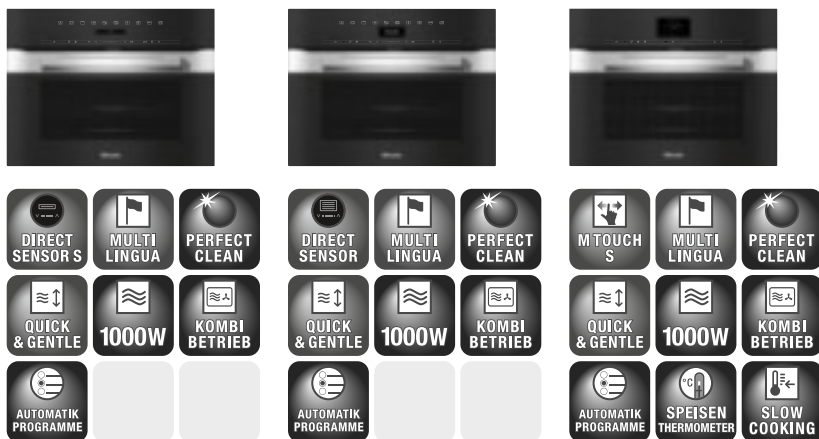 DIRECT
SENSOR S
MULTI
LINGUA
PERFECT
CLEAN
DIRECT
SENSOR
MULTI
LINGUA
PERFECT
CLEAN
M TOUCH
S
MULTI
LINGUA
PERFECT
CLEAN
QUICK
& GENTLE
1000W
KOMBI
BETRIEB
QUICK
& GENTLE
1000W
KOMBI
BETRIEB
QUICK
& GENTLE
1000W
KOMBI
BETRIEB
AUTOMATIK
PROGRAMME
AUTOMATIK
PROGRAMME
AUTOMATIK
PROGRAMME
°C
SPEISEN
THERMOMETER
SLOW
COOKING